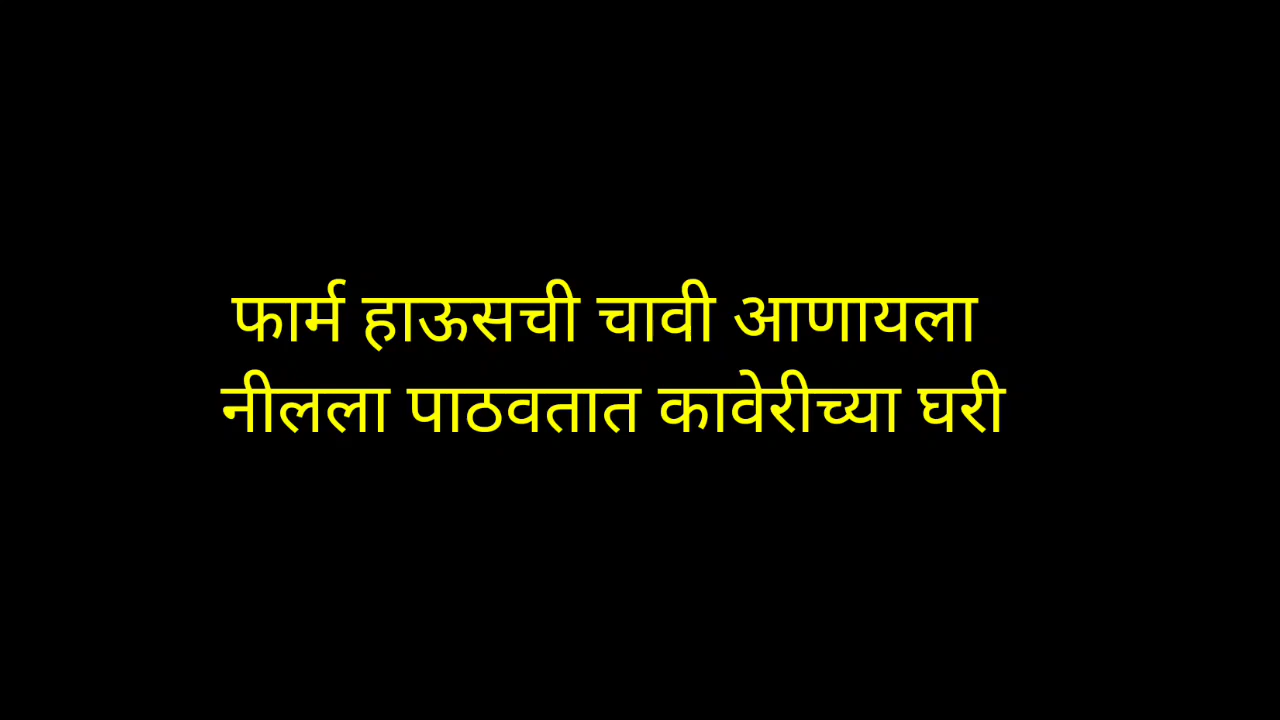 फार्म हाऊसची चावी आणायला
नीलला पाठवतात कावेरीच्या घरी